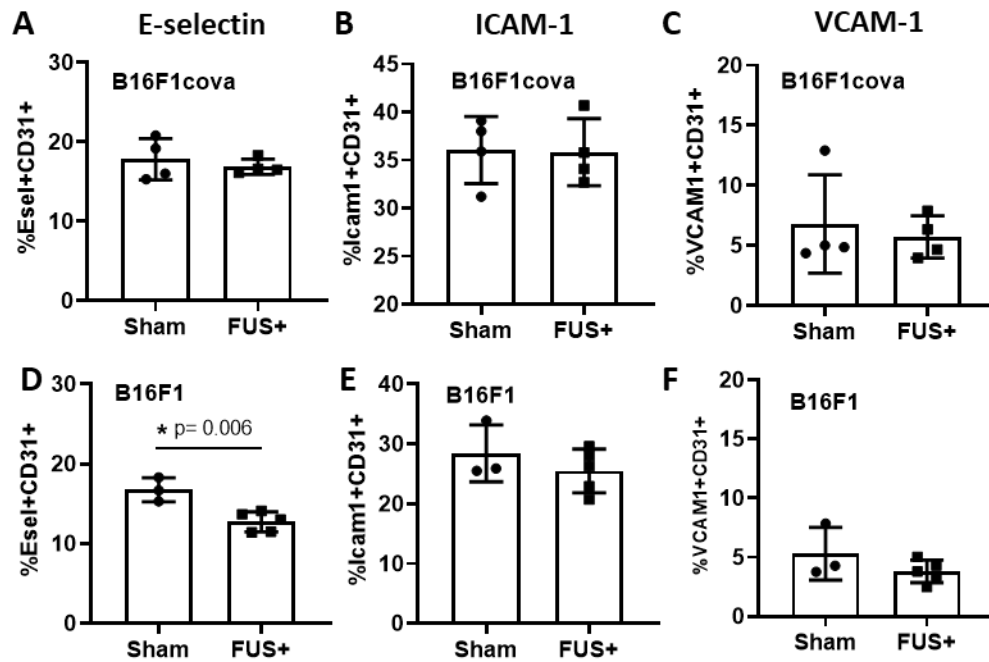 A E-selectin B ICAM-1 C VCAM-1
B16F1cova
%Esel+CD31+
30
20
10
0
Sham FUS+
B16F1cova
%Icam1+CD31+
45
40
35
30
25
20
Sham FUS+
B16F1cova
%VCAM1+CD31+
20
15
10
5
0
Sham FUS+
D
B16F1
* p= 0.006
%Esel+CD31+
30
20
10
0
Sham FUS+
E
B16F1
%Icam1+CD31+
40
30
20
10
0
Sham FUS+
F
B16F1
%VCAM1+CD31+
20
15
10
5
0
Sham FUS+